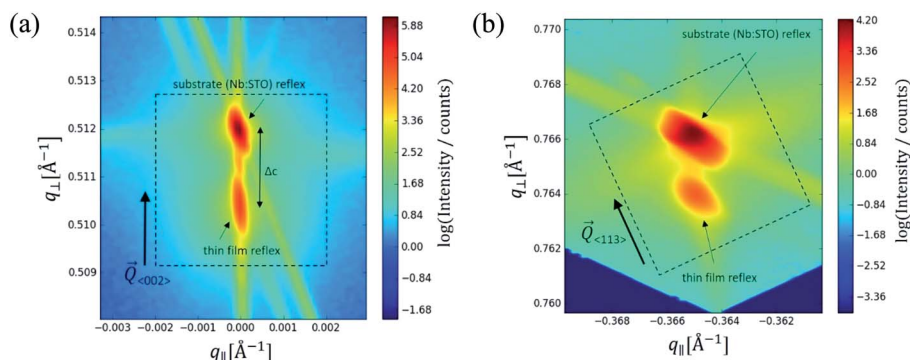 (a)
0.514
0.513
0.512
0.511
0.510
0.509
q⊥[Å⁻¹]
substrate (Nb:STO) reflex
Δc
thin film reflex
Q⃗<002>
−0.003 −0.002 −0.001 0.000 0.001 0.002
q∥[Å⁻¹]
5.88
5.04
4.20
3.36
2.52
1.68
0.84
0.00
−0.84
−1.68
log(Intensity / counts)
(b)
0.770
0.768
0.766
0.764
0.762
0.760
q⊥[Å⁻¹]
substrate (Nb:STO) reflex
Q⃗<113>
thin film reflex
−0.368 −0.365 −0.364 −0.362
q∥[Å⁻¹]
4.20
3.36
2.52
1.68
0.84
0.00
−0.84
−1.68
−2.52
−3.36
log(Intensity / counts)